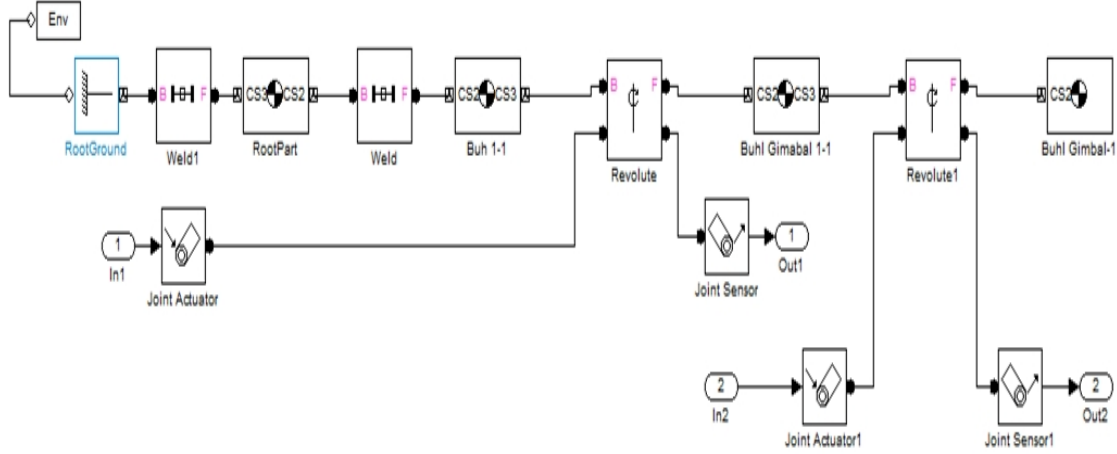 Env
B F
CS3 CS2
B F
CS2 CS3
B F
CS2 CS3
B F
CS2
RootGround
Weld1
RootPart
Weld
Buh 1-1
Revolute
Buhl Gimabal 1-1
Revolute1
Buhl Gimbal-1
1
In1
Joint Actuator
Joint Sensor
1
Out1
2
In2
Joint Actuator1
Joint Sensor1
2
Out2